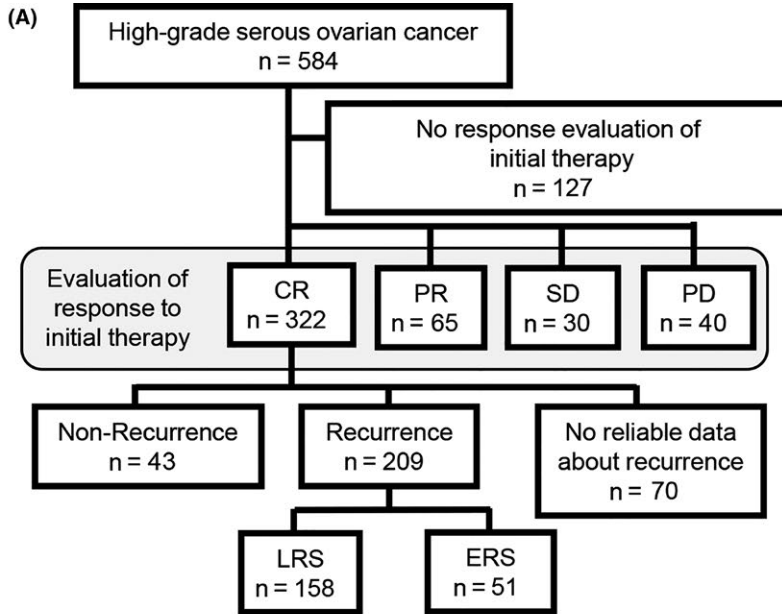 (A)
High-grade serous ovarian cancer
n = 584
No response evaluation of
initial therapy
n = 127
Evaluation of
response to
initial therapy
CR
n = 322
PR
n = 65
SD
n = 30
PD
n = 40
Non-Recurrence
n = 43
Recurrence
n = 209
No reliable data
about recurrence
n = 70
LRS
n = 158
ERS
n = 51